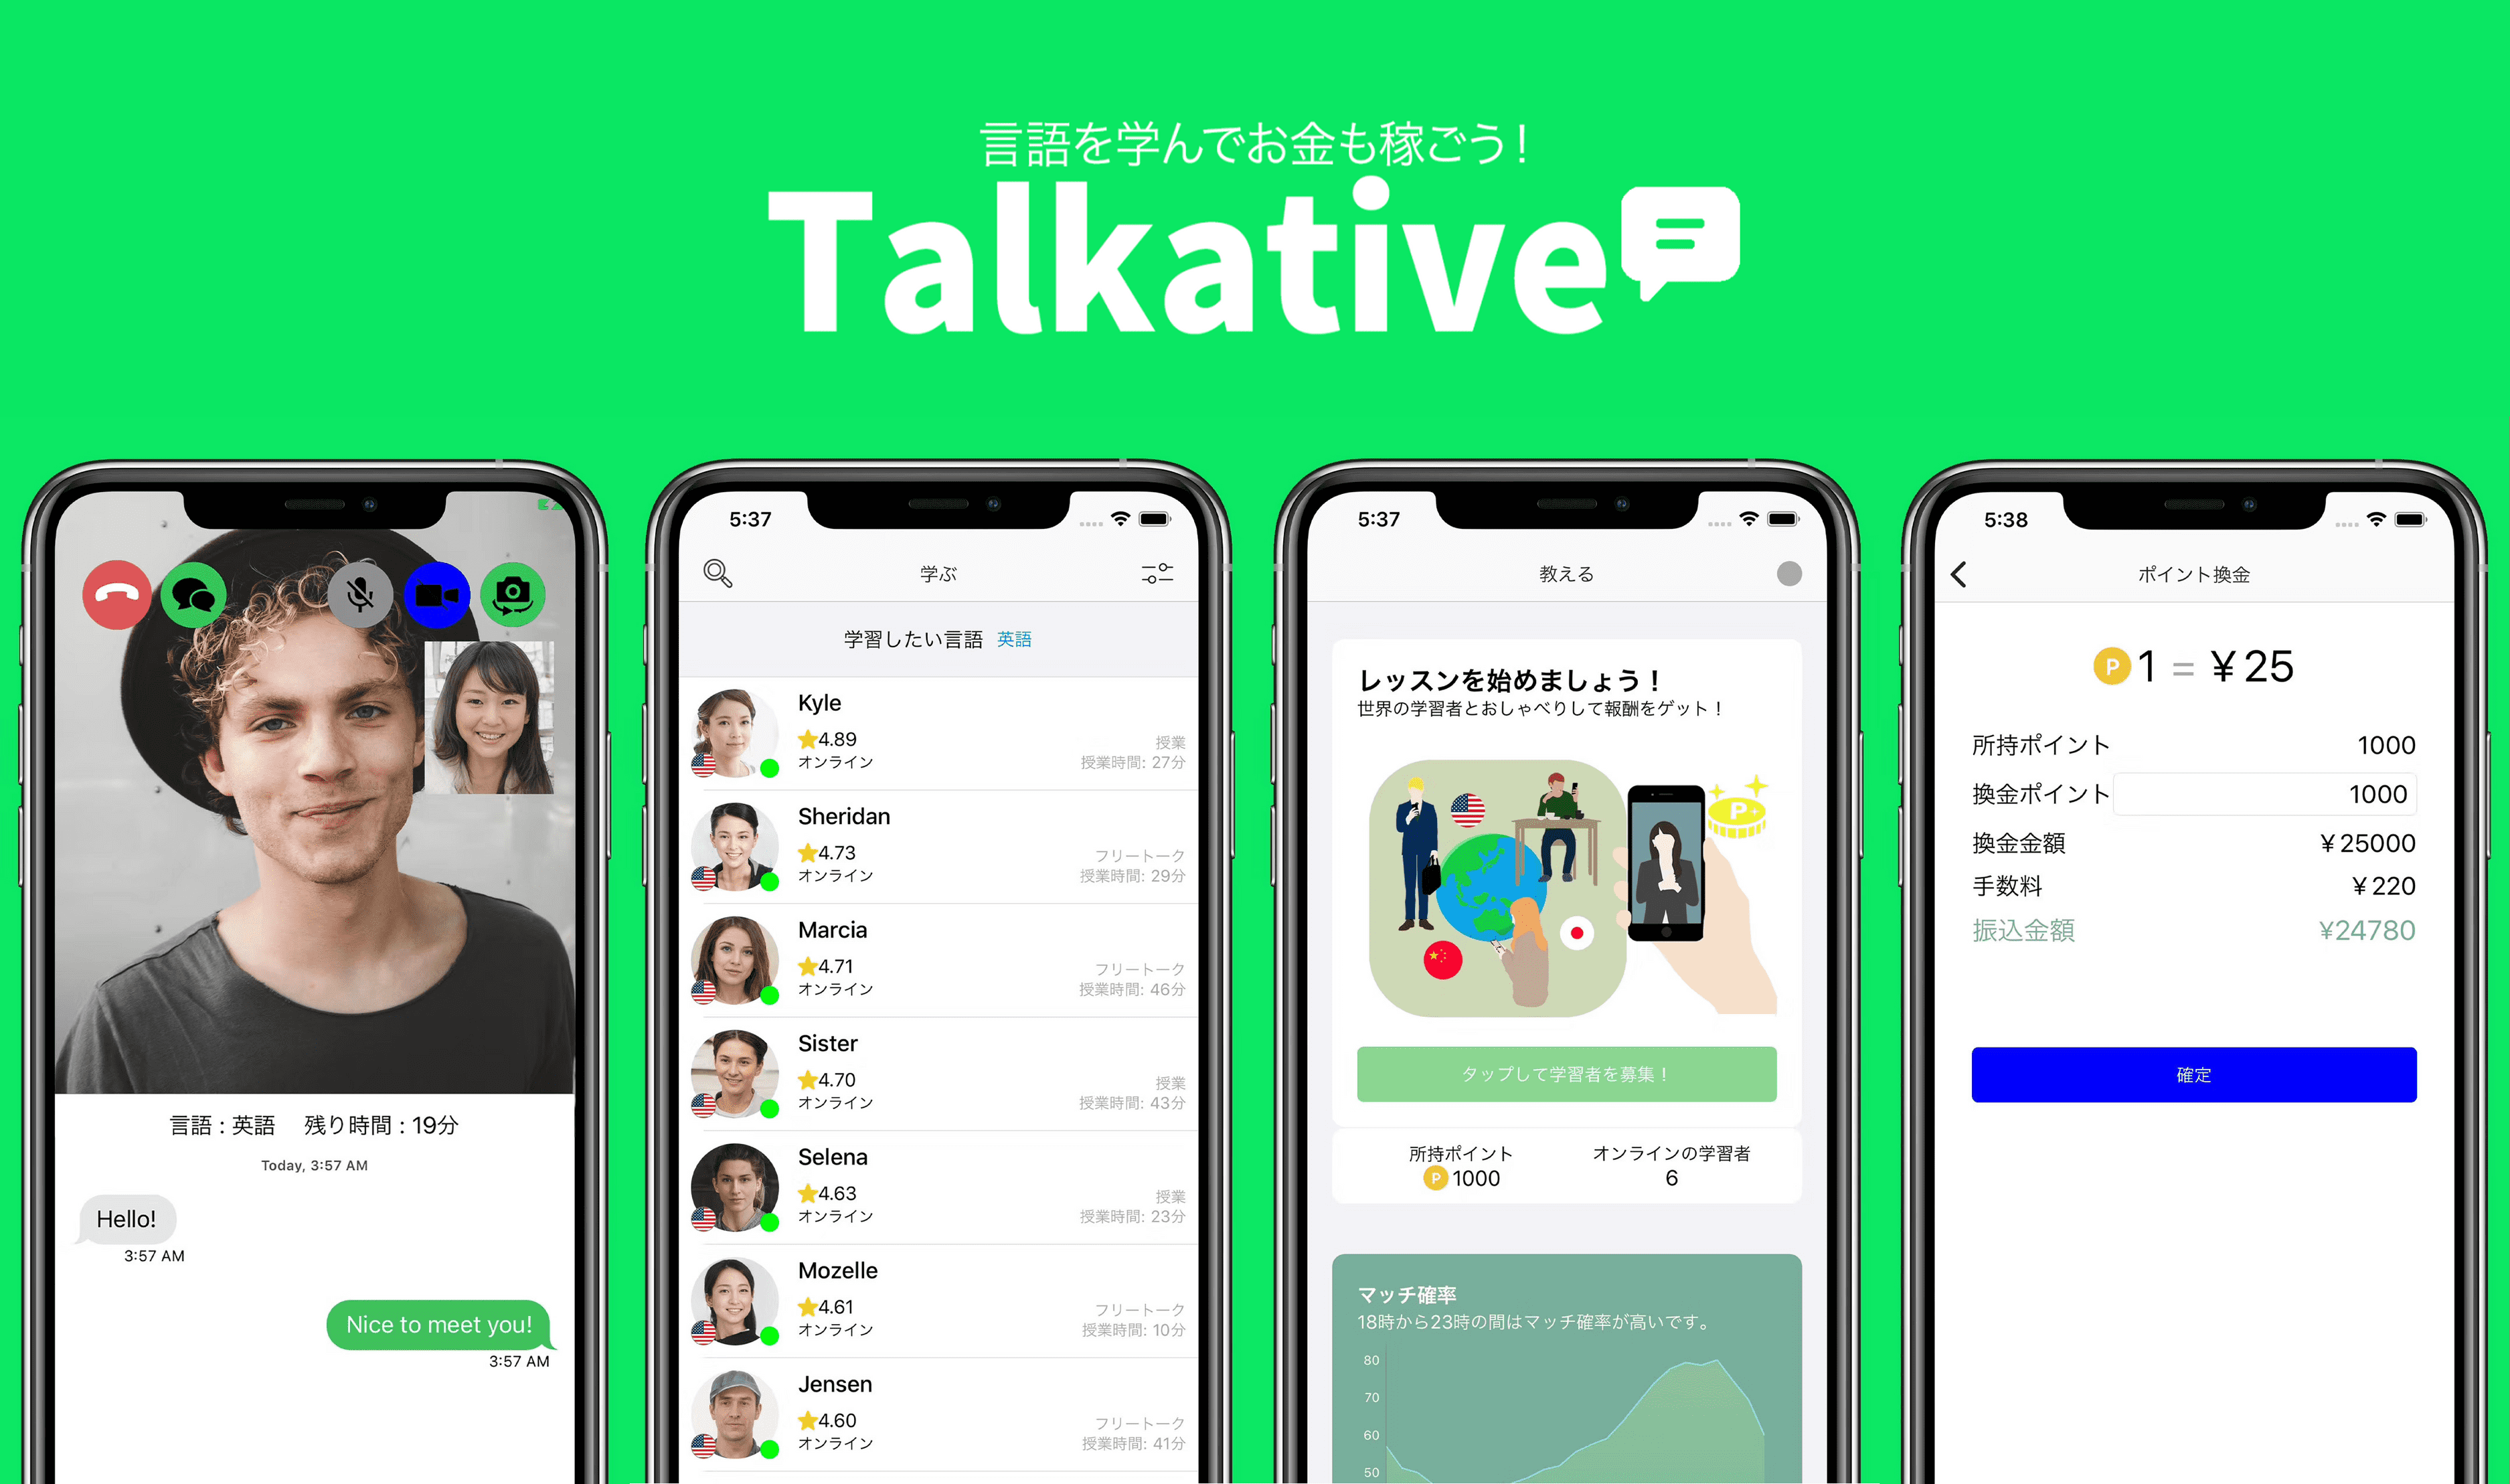 言語を学んでお金も稼ごう！
Talkative
言語 : 英語 残り時間 : 19分
Today, 3:57 AM
Hello!
3:57 AM
Nice to meet you!
3:57 AM
5:37
学ぶ
学習したい言語 英語
Kyle
4.89
オンライン
授業
授業時間: 27分
Sheridan
4.73
オンライン
フリートーク
授業時間: 29分
Marcia
4.71
オンライン
フリートーク
授業時間: 46分
Sister
4.70
オンライン
授業
授業時間: 43分
Selena
4.63
オンライン
授業
授業時間: 23分
Mozelle
4.61
オンライン
フリートーク
授業時間: 10分
Jensen
4.60
オンライン
フリートーク
授業時間: 41分
5:37
教える
レッスンを始めましょう！
世界の学習者とおしゃべりして報酬をゲット！
P
タップして学習者を募集！
所持ポイント
P 1000
オンラインの学習者
6
マッチ確率
18時から23時の間はマッチ確率が高いです。
80
70
60
50
5:38
ポイント換金
P 1 = ￥25
所持ポイント 1000
換金ポイント 1000
換金金額 ￥25000
手数料 ￥220
振込金額 ¥24780
確定